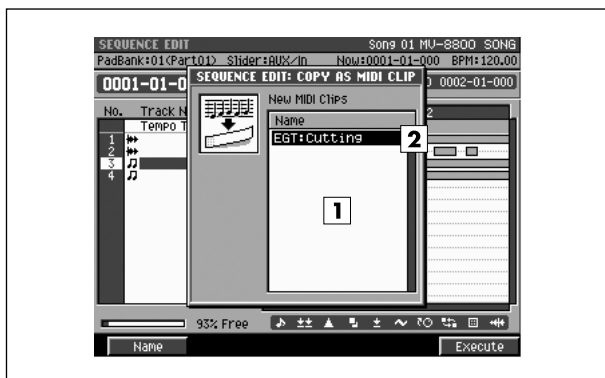 SEQUENCE EDIT Song 01 MV-8800 SONG
PadBank:01(Part01) Slider:AUX/In Now:0001-01-000 BPM:120.00
0001-01-0 0002-01-000
SEQUENCE EDIT: COPY AS MIDI CLIP
New MIDI Clips
No. Track N 2
Name
Tempo T
EGT:Cutting 2
1
2
3
4
1
93% Free
Name Execute